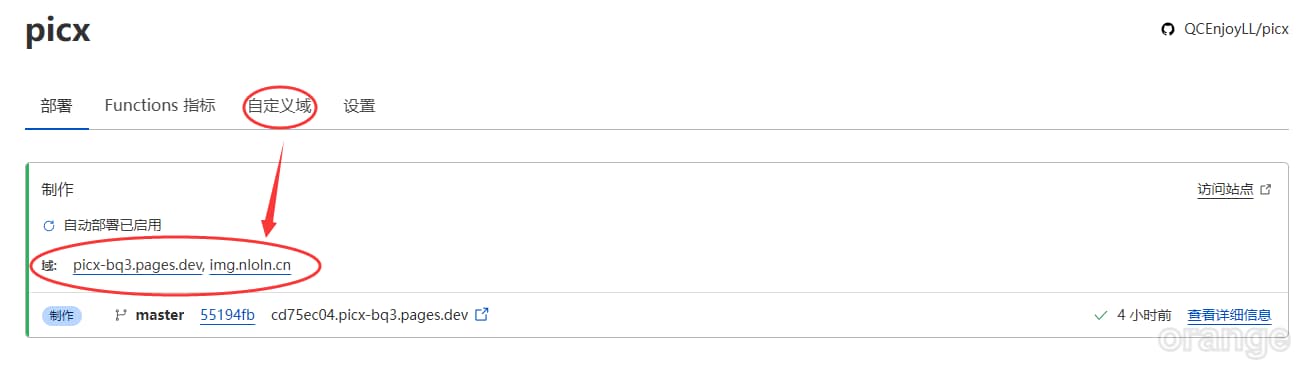 picx
QCEnjoyLL/picx
部署 Functions 指标 自定义域 设置
制作
访问站点
自动部署已启用
域: picx-bq3.pages.dev, img.nloln.cn
制作 master 55194fb cd75ec04.picx-bq3.pages.dev 4 小时前 查看详细信息
orange